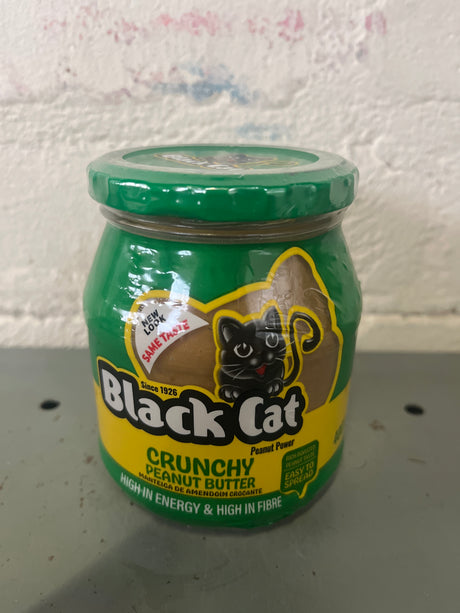 NEW
LOOK
SAME TASTE
Since 1926
Black Cat
Peanut Power
CRUNCHY
PEANUT BUTTER
MANTEIGA DE AMENDOIM CROCANTE
EASY TO
SPREAD
HIGH IN ENERGY & HIGH IN FIBRE